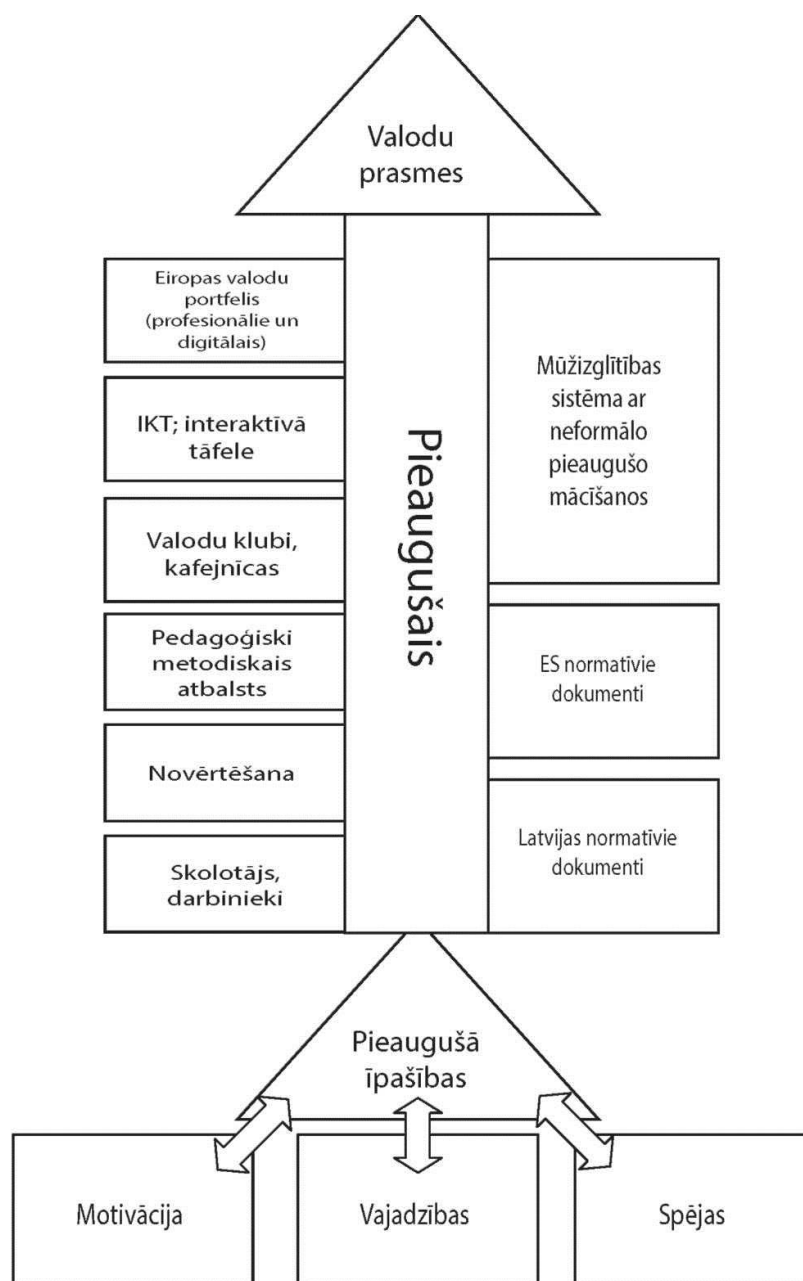 Valodu
prasmes
Eiropas valodu
portfelis
(profesionālie un
digitālais)
IKT; interaktīvā
tāfele
Valodu klubi,
kafejnīcas
Pedagoģiski
metodiskais
atbalsts
Novērtēšana
Skolotājs,
darbinieki
Pieaugušais
Mūžizglītības
sistēma ar
neformālo
pieaugušo
mācīšanos
ES normatīvie
dokumenti
Latvijas normatīvie
dokumenti
Pieaugušā
īpašības
Motivācija
Vajadzības
Spējas